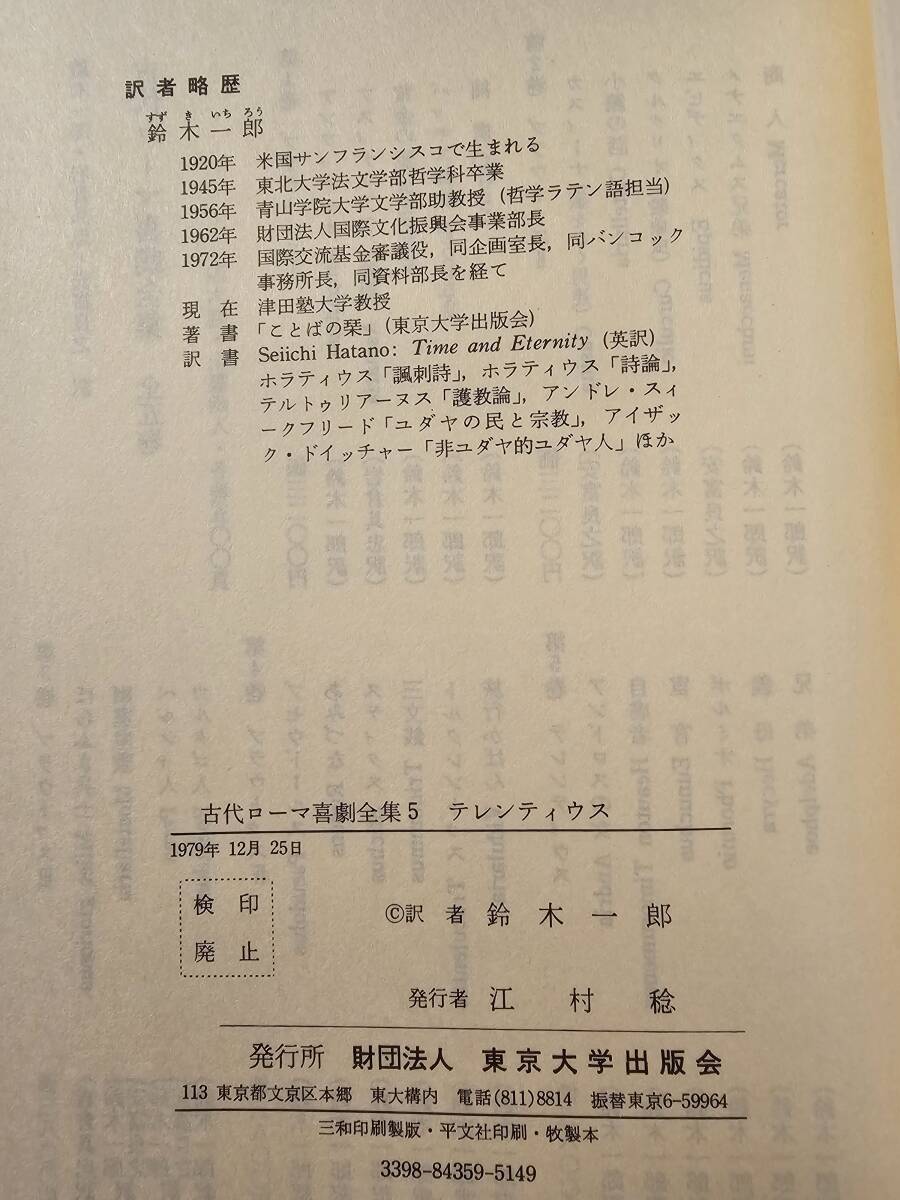 訳者略歴
すず き いち ろう
鈴木一郎
1920年 米国サンフランシスコで生まれる
1945年 東北大学法文学部哲学科卒業
1956年 青山学院大学文学部助教授(哲学ラテン語担当)
1962年 財団法人国際文化振興会事業部長
1972年 国際交流基金審議役,同企画室長,同バンコック
事務所長,同資料部長を経て
現在 津田塾大学教授
著書 「ことばの栞」(東京大学出版会)
訳書 Seiichi Hatano: Time and Eternity (英訳)
ホラティウス「諷刺詩」,ホラティウス「詩論」,
テルトゥリアーヌス「護教論」,アンドレ・スィ
ークフリード「ユダヤの民と宗教」,アイザッ
ク・ドイッチャー「非ユダヤ的ユダヤ人」ほか
古代ローマ喜劇全集5 テレンティウス
1979年 12月 25日
検印
廃止
©訳者 鈴木一郎
発行者 江村稔
発行所 財団法人 東京大学出版会
113 東京都文京区本郷 東大構内 電話(811)8814 振替東京6-59964
三和印刷製版・平文社印刷・牧製本
3398-84359-5149